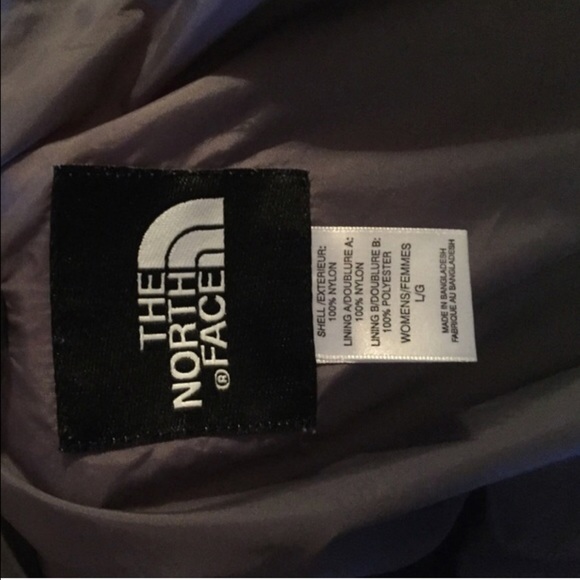 THE
NORTH
® FACE
SHELL/EXTERIEUR:
100% NYLON
LINING A/DOUBLURE A:
100% NYLON
LINING B/DOUBLURE B:
100% POLYESTER
WOMENS/FEMMES
L/G
MADE IN BANGLADESH
FABRIQUE AU BANGLADESH